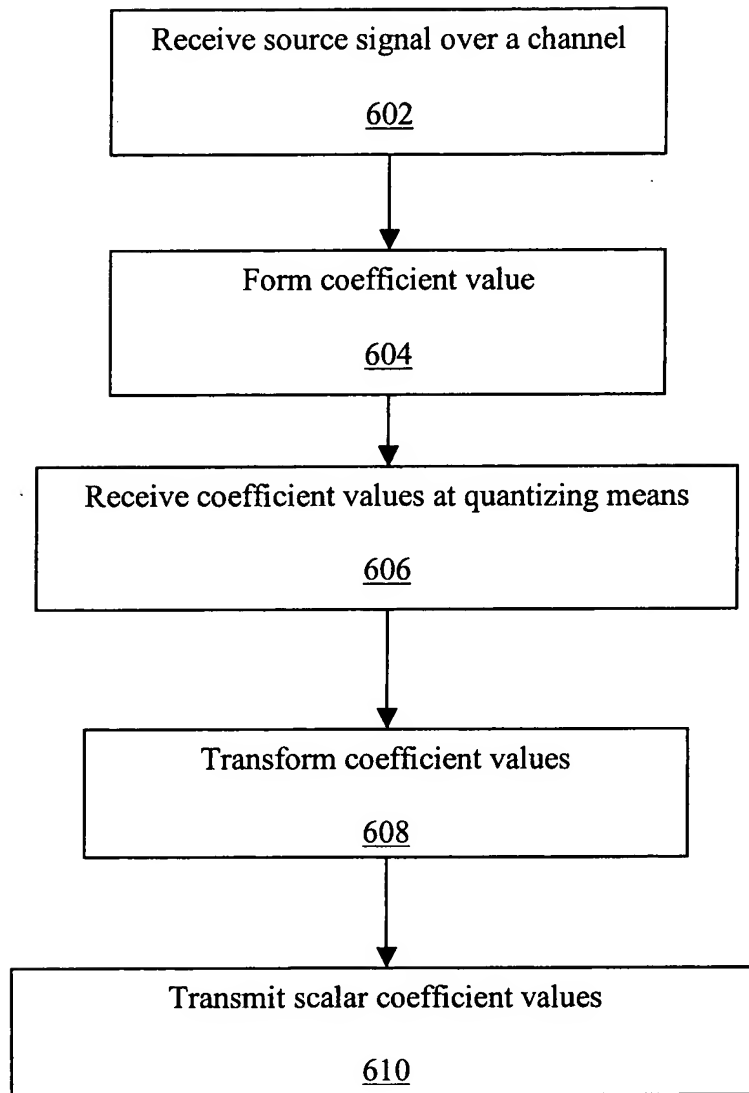 Receive source signal over a channel
602
Form coefficient value
604
Receive coefficient values at quantizing means
606
Transform coefficient values
608
Transmit scalar coefficient values
610